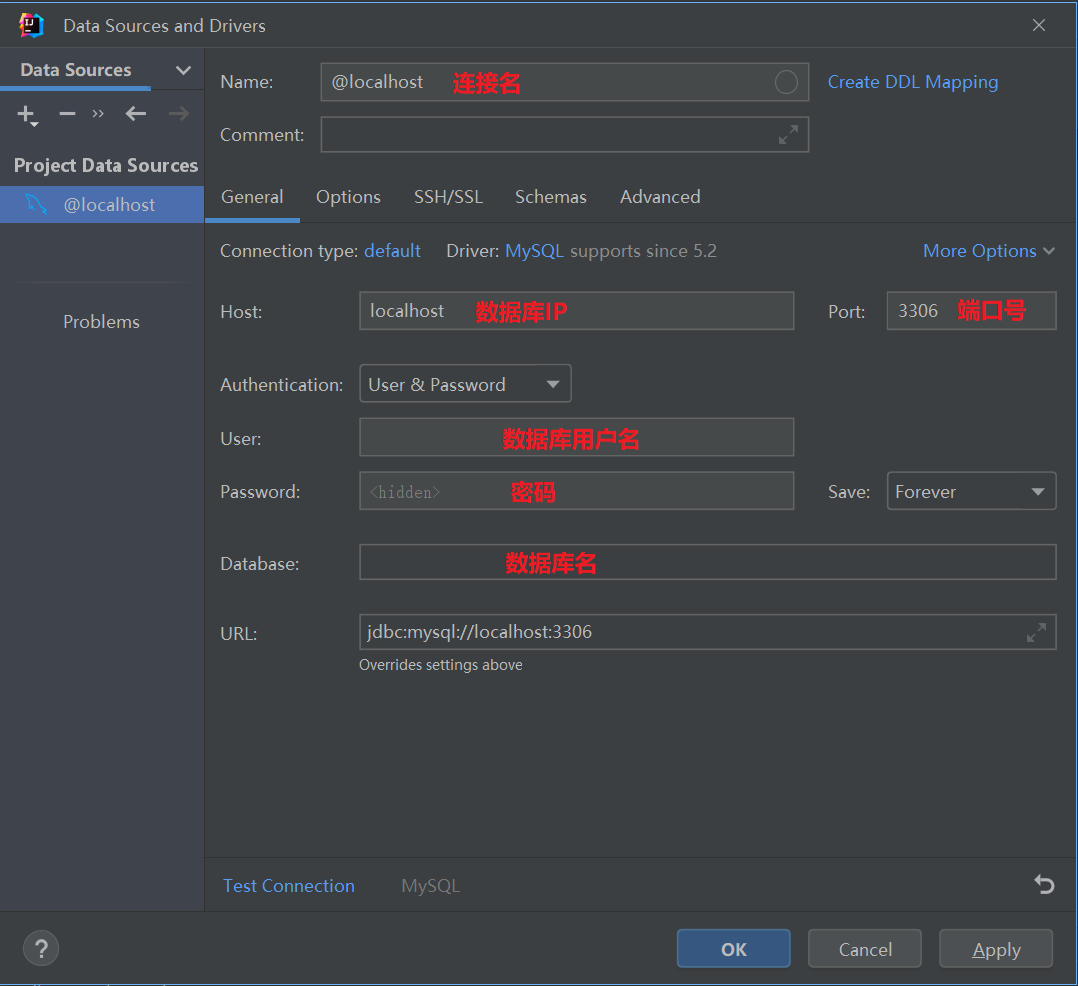 Data Sources and Drivers
Data Sources
Project Data Sources
@localhost
Problems
Name: @localhost 连接名 Create DDL Mapping
Comment:
General Options SSH/SSL Schemas Advanced
Connection type: default Driver: MySQL supports since 5.2 More Options
Host: localhost 数据库IP Port: 3306 端口号
Authentication: User & Password
User: 数据库用户名
Password: <hidden> 密码 Save: Forever
Database: 数据库名
URL: jdbc:mysql://localhost:3306
Overrides settings above
Test Connection MySQL
? OK Cancel Apply